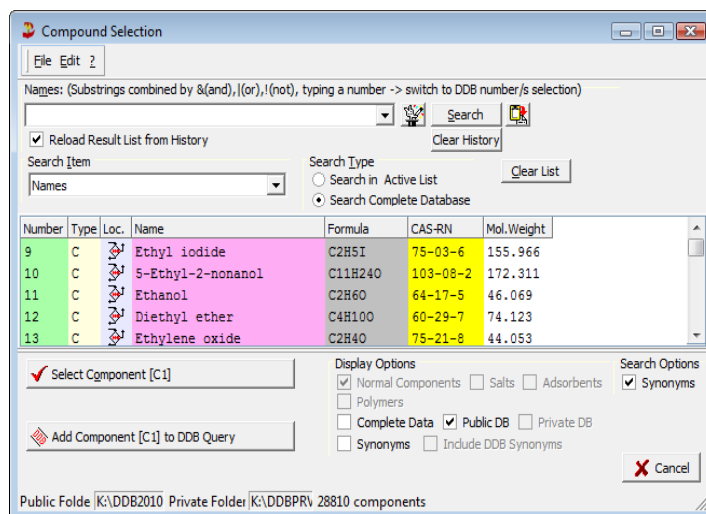 Compound Selection
File Edit ?
Names: (Substrings combined by &(and),|(or),!(not), typing a number -> switch to DDB number/s selection)
Search
Reload Result List from History
Clear History
Search Item
Search Type
Clear List
Names
Search in Active List
Search Complete Database
Number Type Loc. Name Formula CAS-RN Mol.Weight
9 C Ethyl iodide C2H5I 75-03-6 155.966
10 C 5-Ethyl-2-nonanol C11H24O 103-08-2 172.311
11 C Ethanol C2H6O 64-17-5 46.069
12 C Diethyl ether C4H10O 60-29-7 74.123
13 C Ethylene oxide C2H4O 75-21-8 44.053
Select Component [C1]
Display Options
Search Options
Normal Components Salts Adsorbents
Synonyms
Polymers
Complete Data Public DB Private DB
Add Component [C1] to DDB Query
Synonyms Include DDB Synonyms
Cancel
Public Folde K:\DDB2010 Private Folder K:\DDBPRV 28810 components